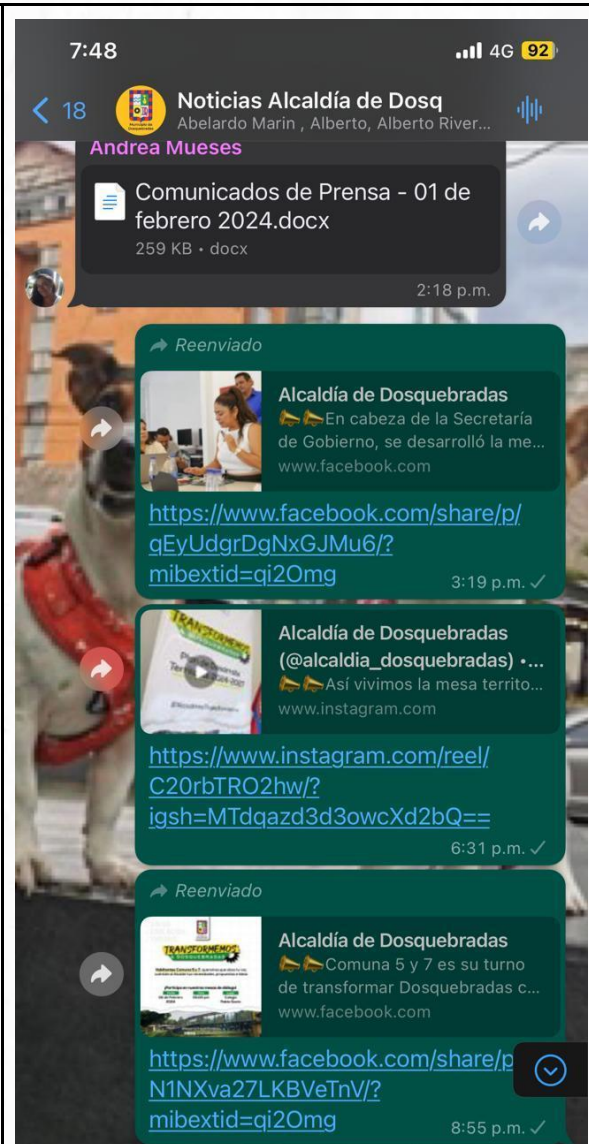 7:48
4G 92
18
Noticias Alcaldía de Dosq
Abelardo Marin , Alberto, Alberto River...
Andrea Mueses
Comunicados de Prensa - 01 de
febrero 2024.docx
259 KB • docx
2:18 p.m.
Reenviado
Alcaldía de Dosquebradas
En cabeza de la Secretaría
de Gobierno, se desarrolló la me...
www.facebook.com
https://www.facebook.com/share/p/
qEyUdgrDgNxGJMu6/?
mibextid=qi2Omg
3:19 p.m.
TRANSFORMEMOS
Alcaldía de Dosquebradas
(@alcaldia_dosquebradas) •...
Así vivimos la mesa territo...
www.instagram.com
https://www.instagram.com/reel/
C20rbTRO2hw/?
igsh=MTdqazd3d3owcXd2bQ==
6:31 p.m.
Reenviado
TRANSFORMEMOS
A DOSQUEBRADAS
Alcaldía de Dosquebradas
Comuna 5 y 7 es su turno
de transformar Dosquebradas c...
www.facebook.com
https://www.facebook.com/share/p
N1NXva27LKBVeTnV/?
mibextid=qi2Omg
8:55 p.m.